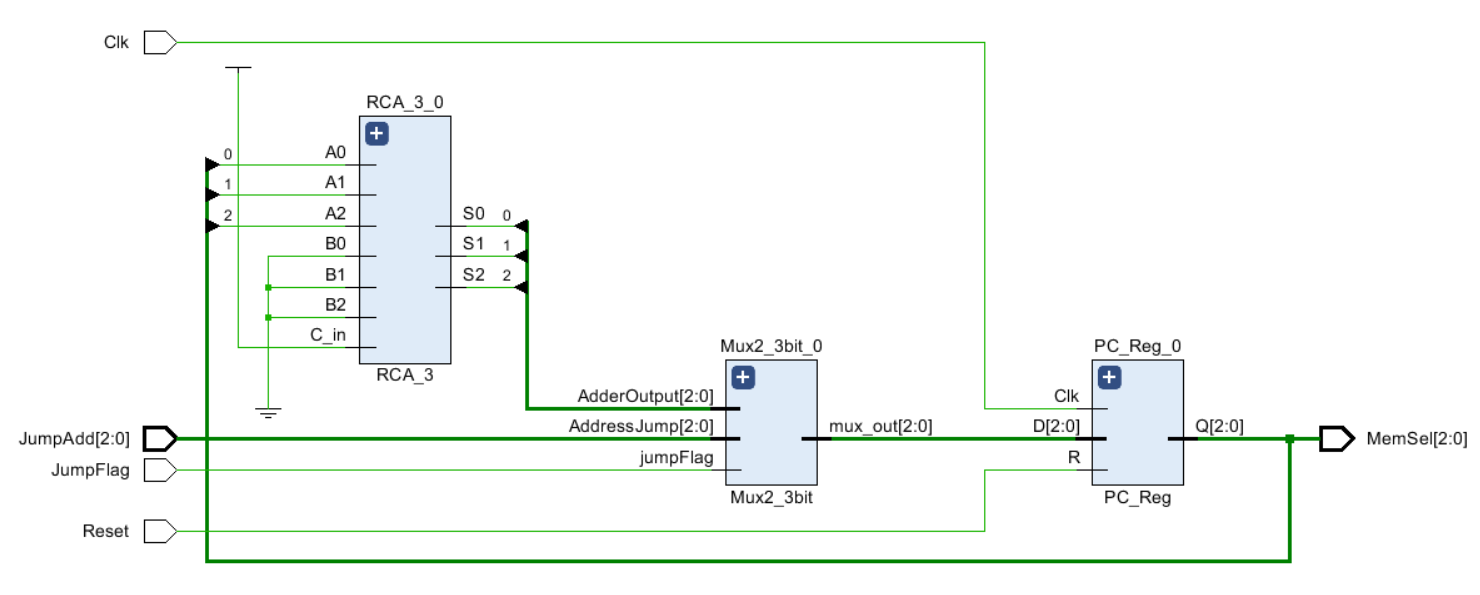 Clk
RCA_3_0
0
A0
1
A1
2
A2
S0
0
B0
S1
1
B1
S2
2
B2
C_in
RCA_3
Mux2_3bit_0
PC_Reg_0
AdderOutput[2:0]
Clk
JumpAdd[2:0]
AddressJump[2:0]
mux_out[2:0]
D[2:0]
Q[2:0]
MemSel[2:0]
JumpFlag
jumpFlag
R
Mux2_3bit
PC_Reg
Reset